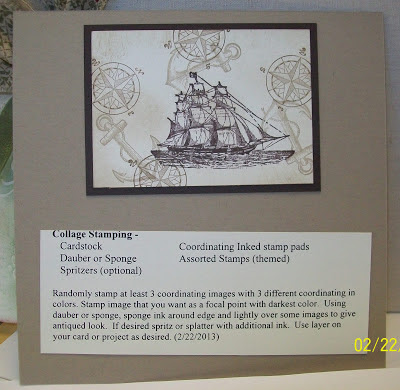 Collage Stamping -
Cardstock Coordinating Inked stamp pads
Dauber or Sponge Assorted Stamps (themed)
Spritzers (optional)
Randomly stamp at least 3 coordinating images with 3 different coordinating in
colors. Stamp image that you want as a focal point with darkest color. Using
dauber or sponge, sponge ink around edge and lightly over some images to give
antiqued look. If desired spritz or splatter with additional ink. Use layer on
your card or project as desired. (2/22/2013)
02/22/